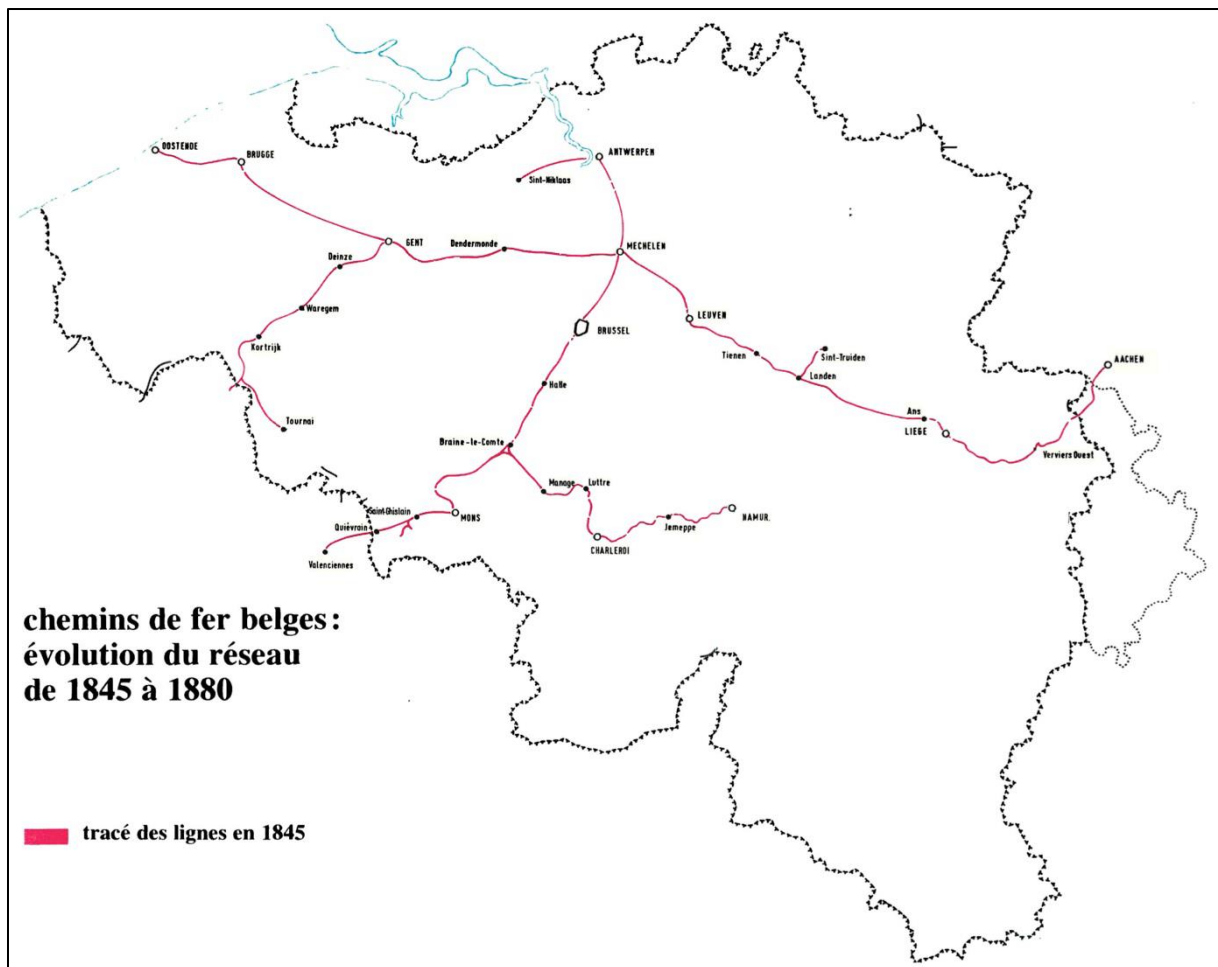 OOSTENDE
BRUGGE
ANTWERPEN
Sint-Niklaas
GENT
Dendermonde
MECHELEN
Deinze
Waregem
LEUVEN
BRUSSEL
Kortrijk
Tienen
Sint-Truiden
AACHEN
Landen
Halle
Ans
Tournai
LIEGE
Braine-le-Comte
Verviers Ouest
Manage
Luttre
Saint-Ghislain
MONS
NAMUR.
Quièvrain
Jemeppe
CHARLEROI
Valenciennes
chemins de fer belges:
évolution du réseau
de 1845 à 1880
tracé des lignes en 1845